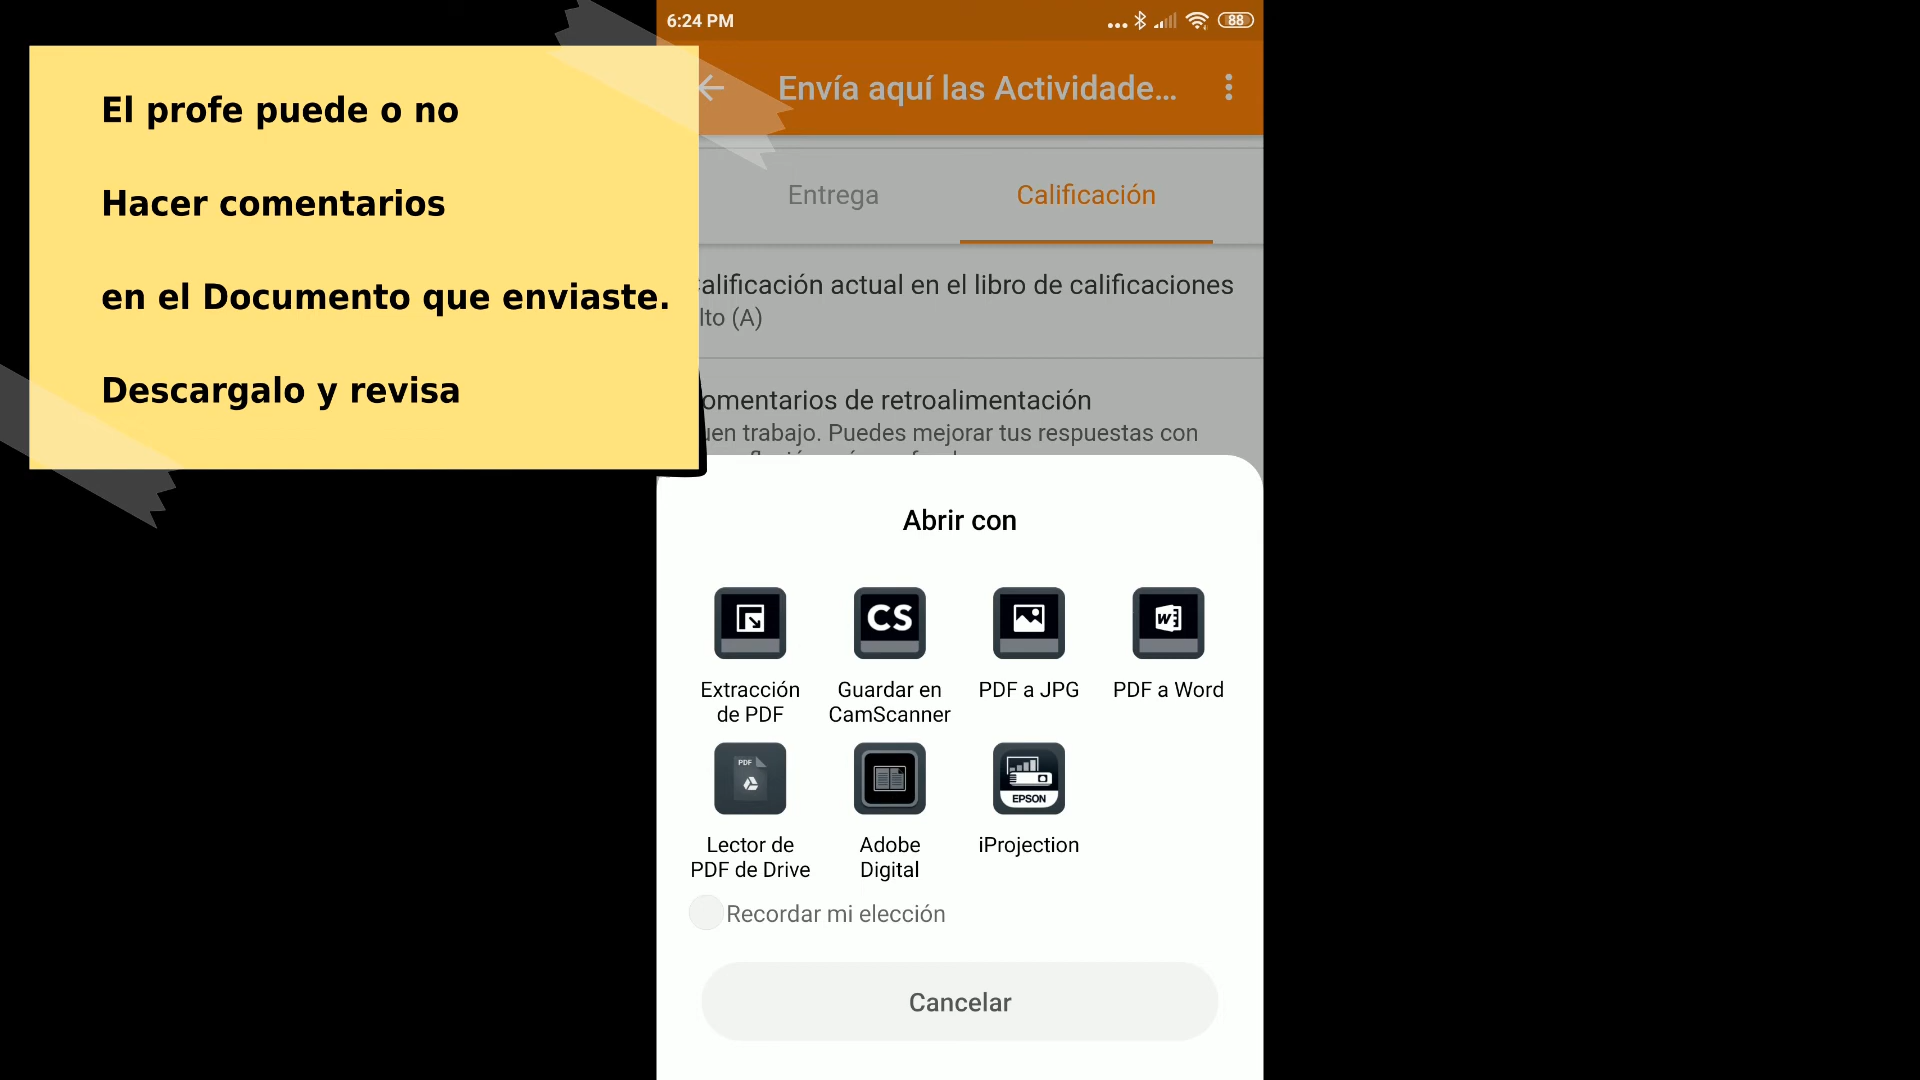 6:24 PM
88
Envía aquí las Actividade...
El profe puede o no
Hacer comentarios
en el Documento que enviaste.
Descargalo y revisa
Entrega
Calificación
alificación actual en el libro de calificaciones
lto (A)
omentarios de retroalimentación
uen trabajo. Puedes mejorar tus respuestas con
Abrir con
CS
W
Extracción
de PDF
Guardar en
CamScanner
PDF a JPG
PDF a Word
PDF
EPSON
Lector de
PDF de Drive
Adobe
Digital
iProjection
Recordar mi elección
Cancelar